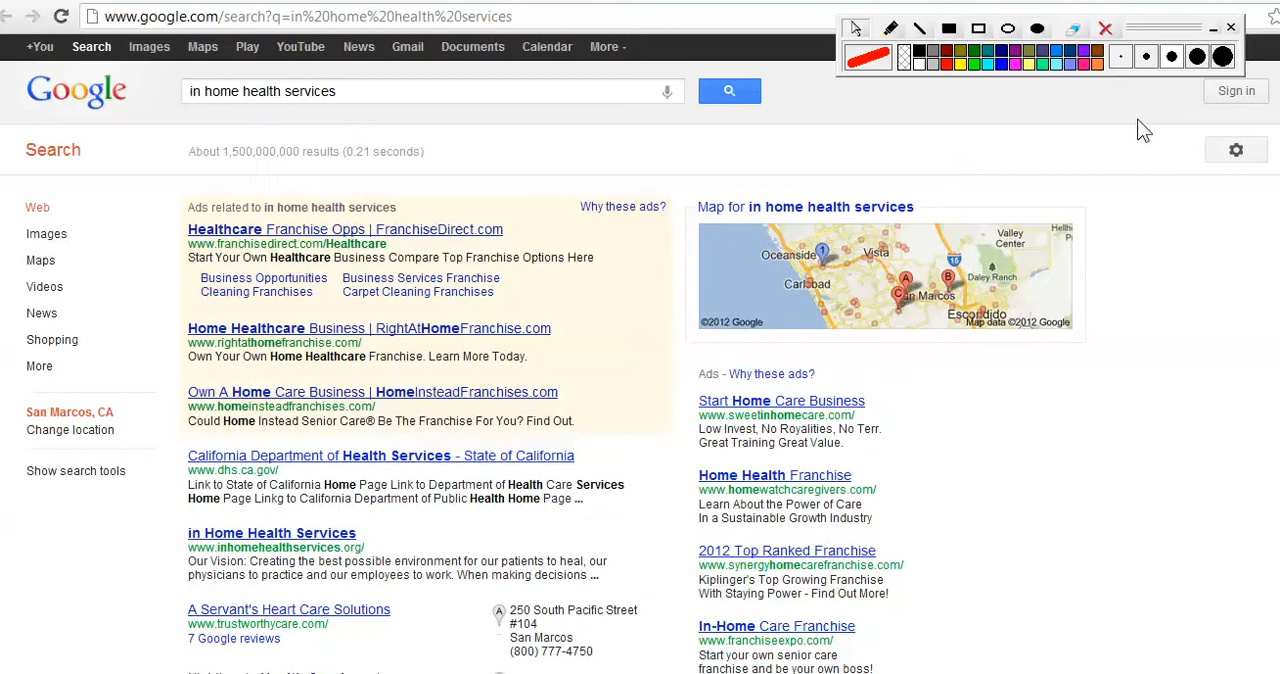 www.google.com/search?q=in%20home%20health%20services
+You Search Images Maps Play YouTube News Gmail Documents Calendar More
Google
in home health services
Sign in
Search
About 1,500,000,000 results (0.21 seconds)
Web
Images
Maps
Videos
News
Shopping
More
San Marcos, CA
Change location
Show search tools
Ads related to in home health services
Why these ads?
Healthcare Franchise Opps | FranchiseDirect.com
www.franchisedirect.com/Healthcare
Start Your Own Healthcare Business Compare Top Franchise Options Here
Business Opportunities Business Services Franchise
Cleaning Franchises Carpet Cleaning Franchises
Home Healthcare Business | RightAtHomeFranchise.com
www.rightathomefranchise.com/
Own Your Own Home Healthcare Franchise. Learn More Today.
Own A Home Care Business | HomeInsteadFranchises.com
www.homeinsteadfranchises.com/
Could Home Instead Senior Care® Be The Franchise For You? Find Out.
California Department of Health Services - State of California
www.dhs.ca.gov/
Link to State of California Home Page Link to Department of Health Care Services
Home Page Linkg to California Department of Public Health Home Page ...
in Home Health Services
www.inhomehealthservices.org/
Our Vision: Creating the best possible environment for our patients to heal, our
physicians to practice and our employees to work. When making decisions ...
A Servant's Heart Care Solutions
www.trustworthycare.com/
7 Google reviews
A
250 South Pacific Street
#104
San Marcos
(800) 777-4750
Map for in home health services
Valley
Center
Oceanside
1
Vista
15
Daley Ranch
Carlsbad
A
B
C
San Marcos
Escondido
©2012 Google
Map data ©2012 Google
Ads - Why these ads?
Start Home Care Business
www.sweetinhomecare.com/
Low Invest, No Royalities, No Terr.
Great Training Great Value.
Home Health Franchise
www.homewatchcaregivers.com/
Learn About the Power of Care
In a Sustainable Growth Industry
2012 Top Ranked Franchise
www.synergyhomecarefranchise.com/
Kiplinger's Top Growing Franchise
With Staying Power - Find Out More!
In-Home Care Franchise
www.franchiseexpo.com/
Start your own senior care
franchise and be your own boss!